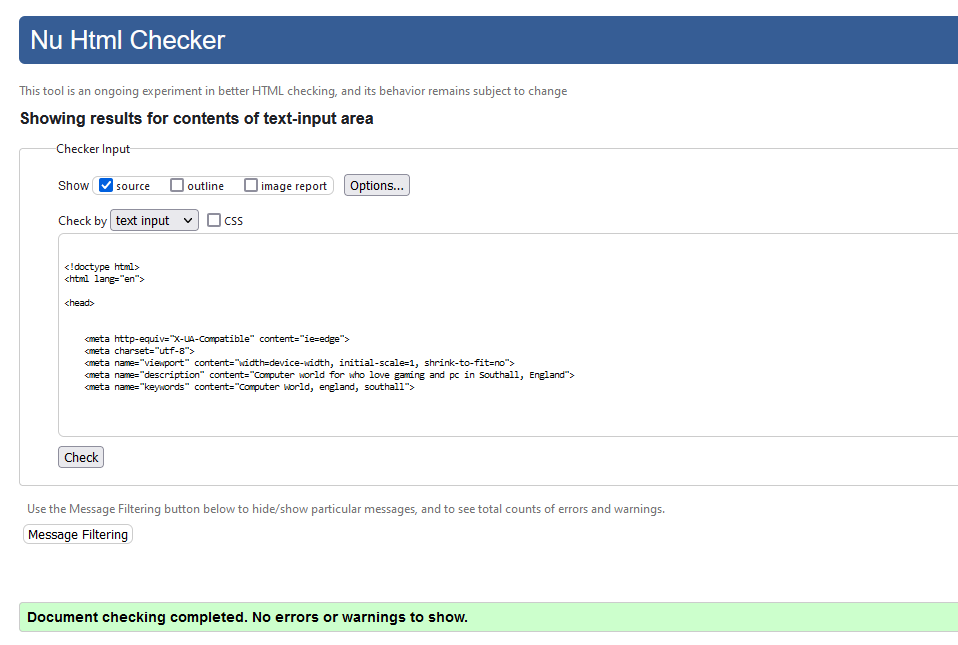 Nu Html Checker
This tool is an ongoing experiment in better HTML checking, and its behavior remains subject to change
Showing results for contents of text-input area
Checker Input
Show source outline image report Options...
Check by text input CSS
<!doctype html>
<html lang="en">
<head>
<meta http-equiv="X-UA-Compatible" content="ie=edge">
<meta charset="utf-8">
<meta name="viewport" content="width=device-width, initial-scale=1, shrink-to-fit=no">
<meta name="description" content="Computer world for who love gaming and pc in Southall, England">
<meta name="keywords" content="Computer World, england, southall">
Check
Use the Message Filtering button below to hide/show particular messages, and to see total counts of errors and warnings.
Message Filtering
Document checking completed. No errors or warnings to show.